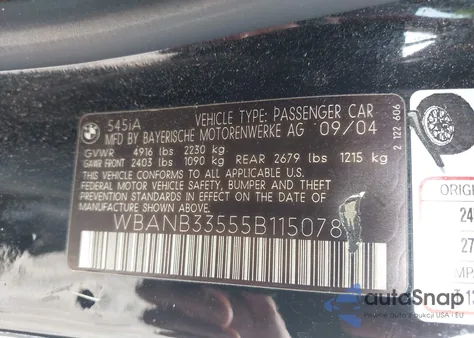 545iA
VEHICLE TYPE: PASSENGER CAR
MFD BY BAYERISCHE MOTORENWERKE AG 09/04
GVWR 4916 lbs 2230 kg
GAWR FRONT 2403 lbs 1090 kg REAR 2679 lbs 1215 kg
THIS VEHICLE CONFORMS TO ALL APPLICABLE
FEDERAL MOTOR VEHICLE SAFETY, BUMPER AND THEFT
PREVENTION STANDARDS IN EFFECT ON THE DATE OF
MANUFACTURE SHOWN ABOVE.
WBANB33555B115078
2 122 606
ORIGI
24
27
MP
T 13
autoSnap